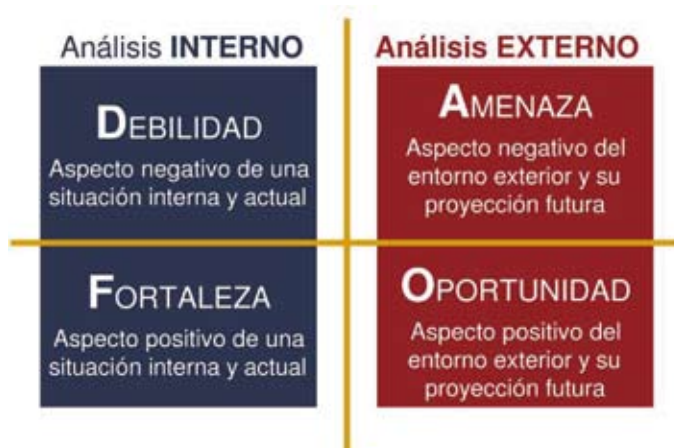 Análisis INTERNO
DEBILIDAD
Aspecto negativo de una
situación interna y actual
FORTALEZA
Aspecto positivo de una
situación interna y actual
Análisis EXTERNO
AMENAZA
Aspecto negativo del
entorno exterior y su
proyección futura
OPORTUNIDAD
Aspecto positivo del
entorno exterior y su
proyección futura